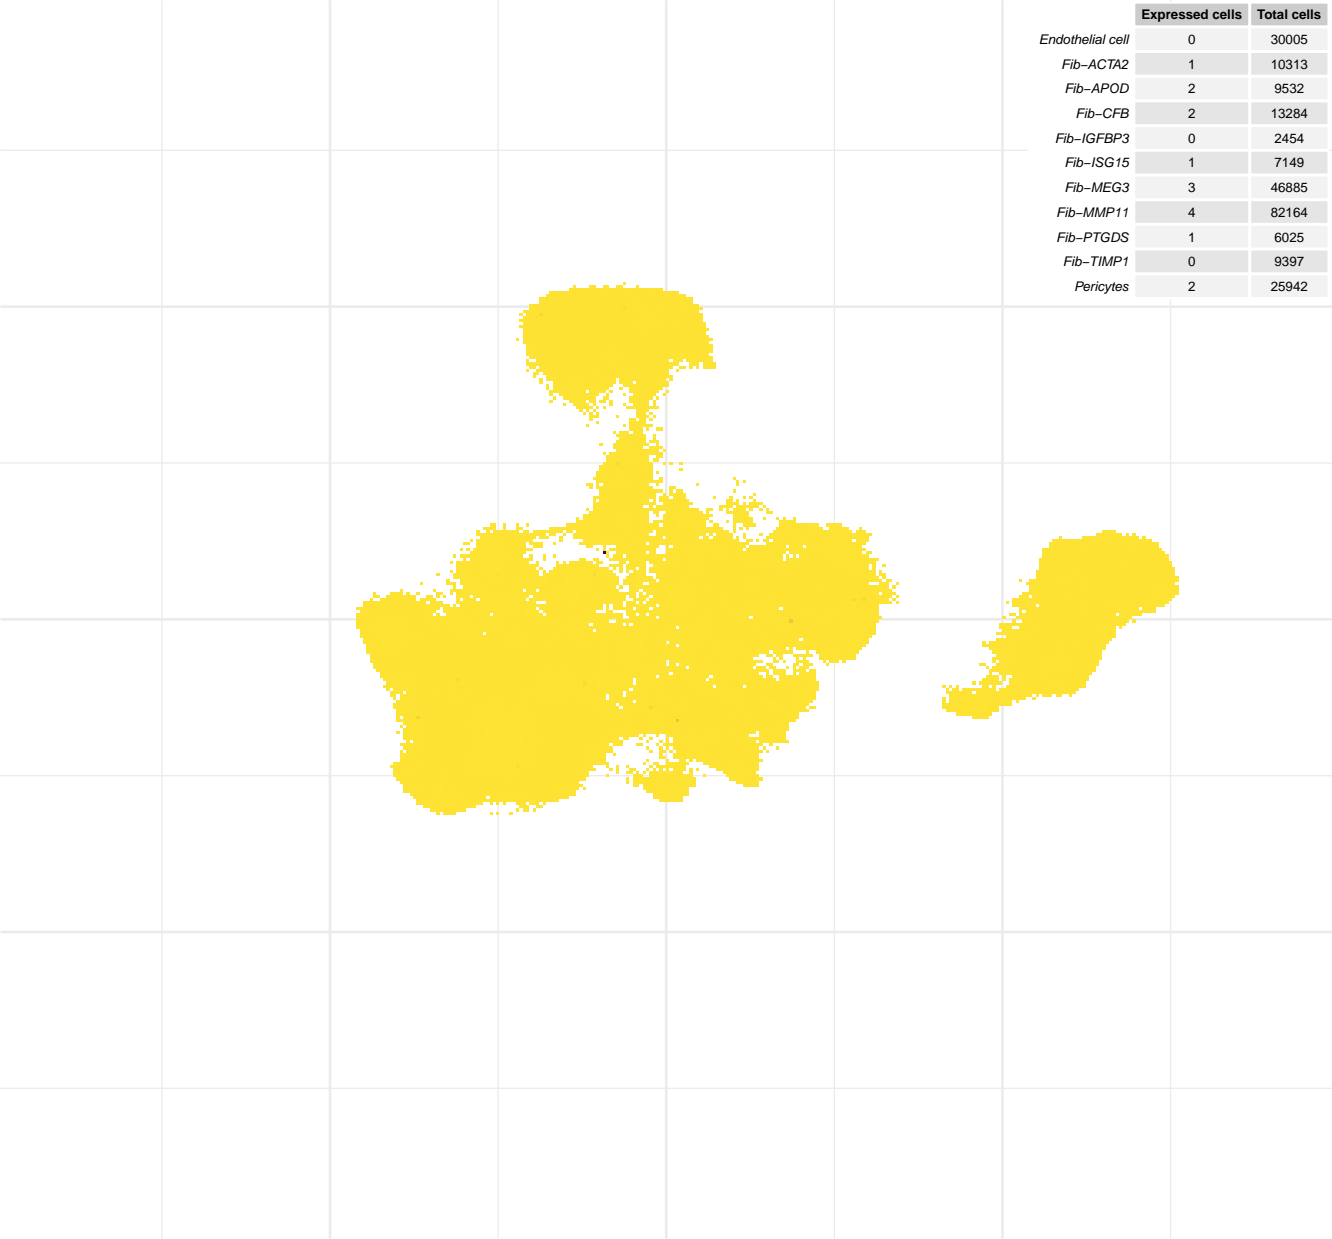 Expressed cells Total cells
Endothelial cell 0 30005
Fib−ACTA2 1 10313
Fib−APOD 2 9532
Fib−CFB 2 13284
Fib−IGFBP3 0 2454
Fib−ISG15 1 7149
Fib−MEG3 3 46885
Fib−MMP11 4 82164
Fib−PTGDS 1 6025
Fib−TIMP1 0 9397
Pericytes 2 25942